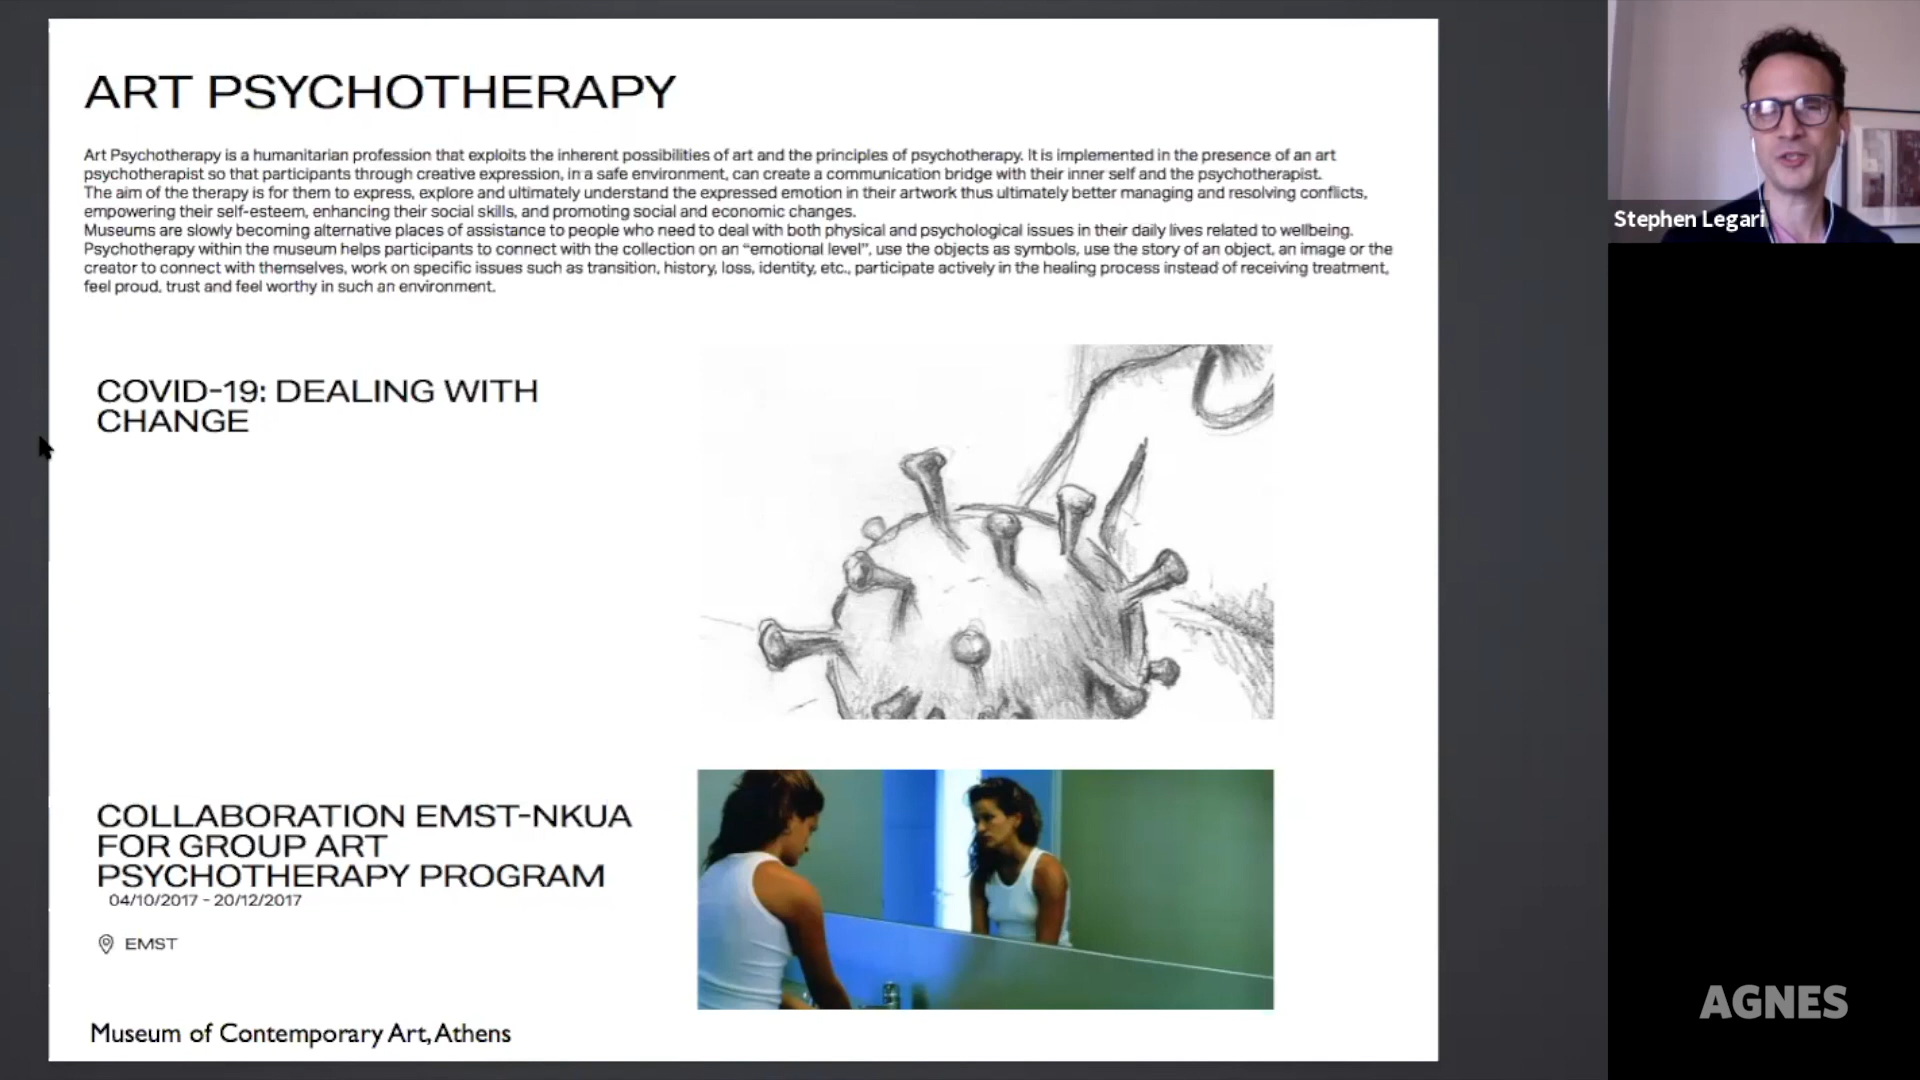 ART PSYCHOTHERAPY
Art Psychotherapy is a humanitarian profession that exploits the inherent possibilities of art and the principles of psychotherapy. It is implemented in the presence of an art
psychotherapist so that participants through creative expression, in a safe environment, can create a communication bridge with their inner self and the psychotherapist.
The aim of the therapy is for them to express, explore and ultimately understand the expressed emotion in their artwork thus ultimately better managing and resolving conflicts,
empowering their self-esteem, enhancing their social skills, and promoting social and economic changes.
Museums are slowly becoming alternative places of assistance to people who need to deal with both physical and psychological issues in their daily lives related to wellbeing.
Psychotherapy within the museum helps participants to connect with the collection on an “emotional level”, use the objects as symbols, use the story of an object, an image or the
creator to connect with themselves, work on specific issues such as transition, history, loss, identity, etc., participate actively in the healing process instead of receiving treatment,
feel proud, trust and feel worthy in such an environment.
COVID-19: DEALING WITH
CHANGE
COLLABORATION EMST-NKUA
FOR GROUP ART
PSYCHOTHERAPY PROGRAM
04/10/2017 - 20/12/2017
EMST
Museum of Contemporary Art, Athens
Stephen Legari
AGNES